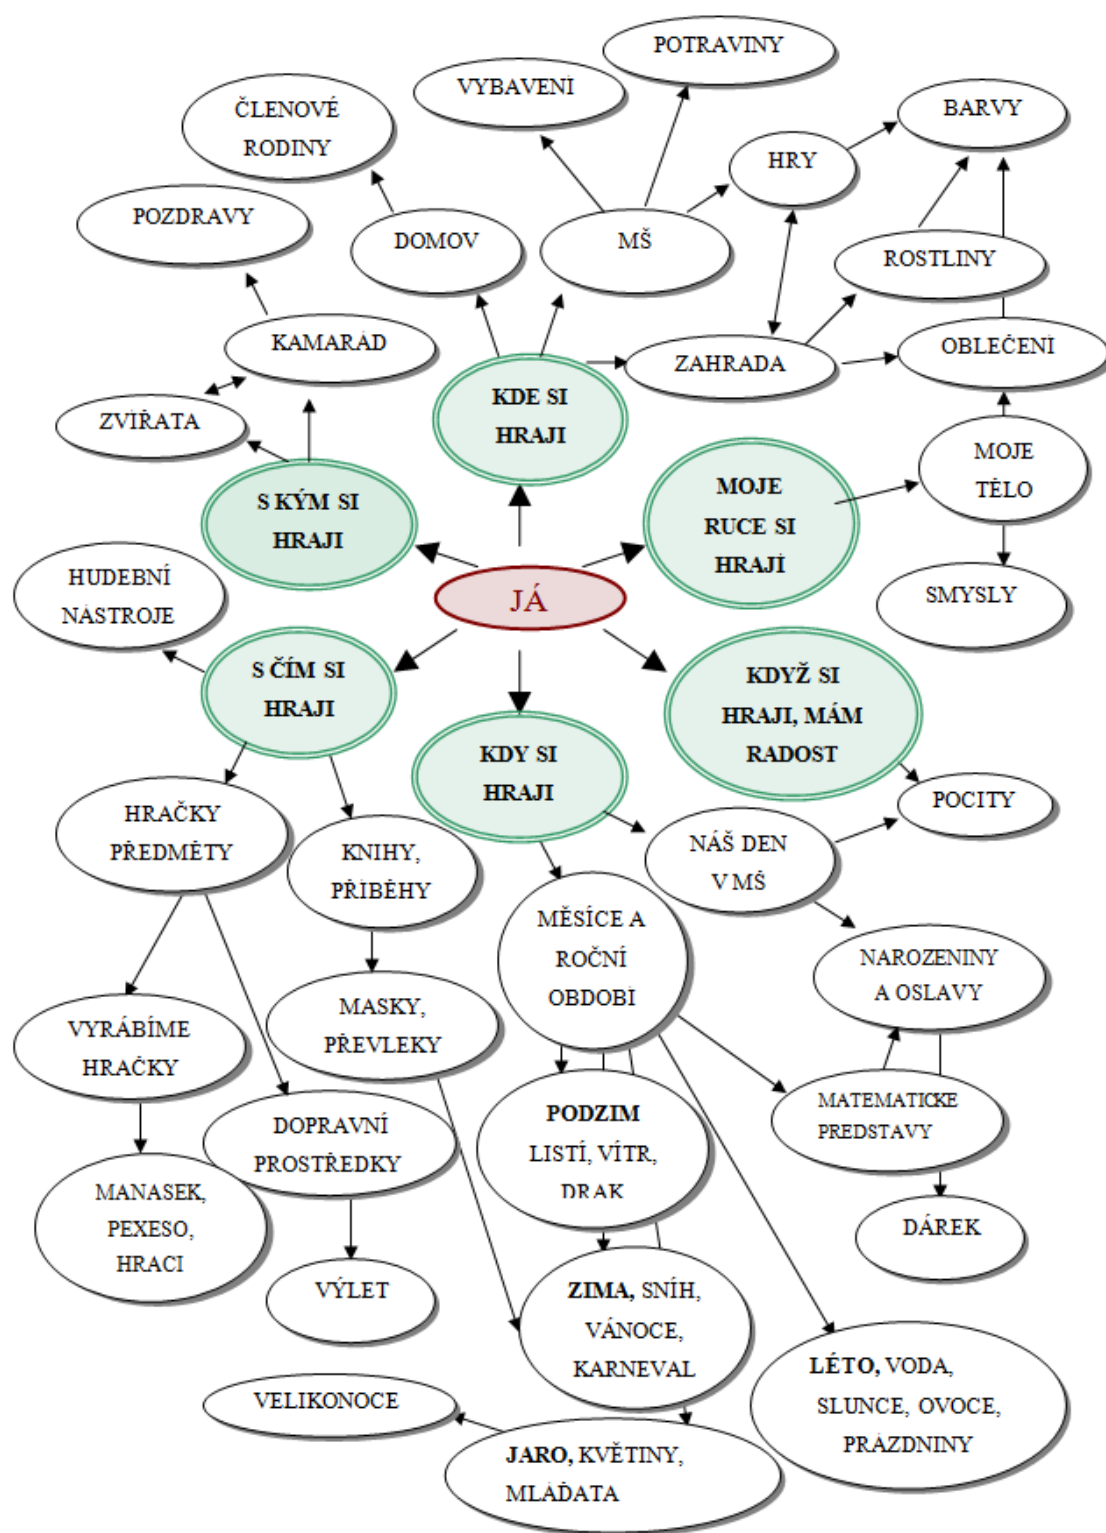 POTRAVINY
VYBAVENÍ
BARVY
ČLENOVÉ
RODINY
HRY
POZDRAVY
DOMOV
MŠ
ROSTLINY
KAMARÁD
ZAHRADA
OBLEČENÍ
ZVÍŘATA
KDE SI
HRAJI
MOJE
TĚLO
S KÝM SI
HRAJI
MOJE
RUCE SI
HRAJÍ
HUDEBNÍ
NÁSTROJE
JÁ
SMYSLY
S ČÍM SI
HRAJI
KDYŽ SI
HRAJI, MÁM
RADOST
KDY SI
HRAJI
POCITY
HRAČKY
PŘEDMĚTY
KNIHY,
PŘÍBĚHY
NÁŠ DEN
V MŠ
MĚSÍCE A
ROČNÍ
OBDOBÍ
NAROZENINY
A OSLAVY
VYRÁBÍME
HRAČKY
MASKY,
PŘEVLEKY
MATEMATICKE
PREDSTAVY
DOPRAVNÍ
PROSTŘEDKY
PODZIM
LISTÍ, VÍTR,
DRAK
MANASEK,
PEXESO,
HRACI
DÁREK
VÝLET
ZIMA, SNÍH,
VÁNOCE,
KARNEVAL
LÉTO, VODA,
SLUNCE, OVOCE,
PRÁZDNINY
VELIKONOCE
JARO, KVĚTINY,
MLÁĎATA